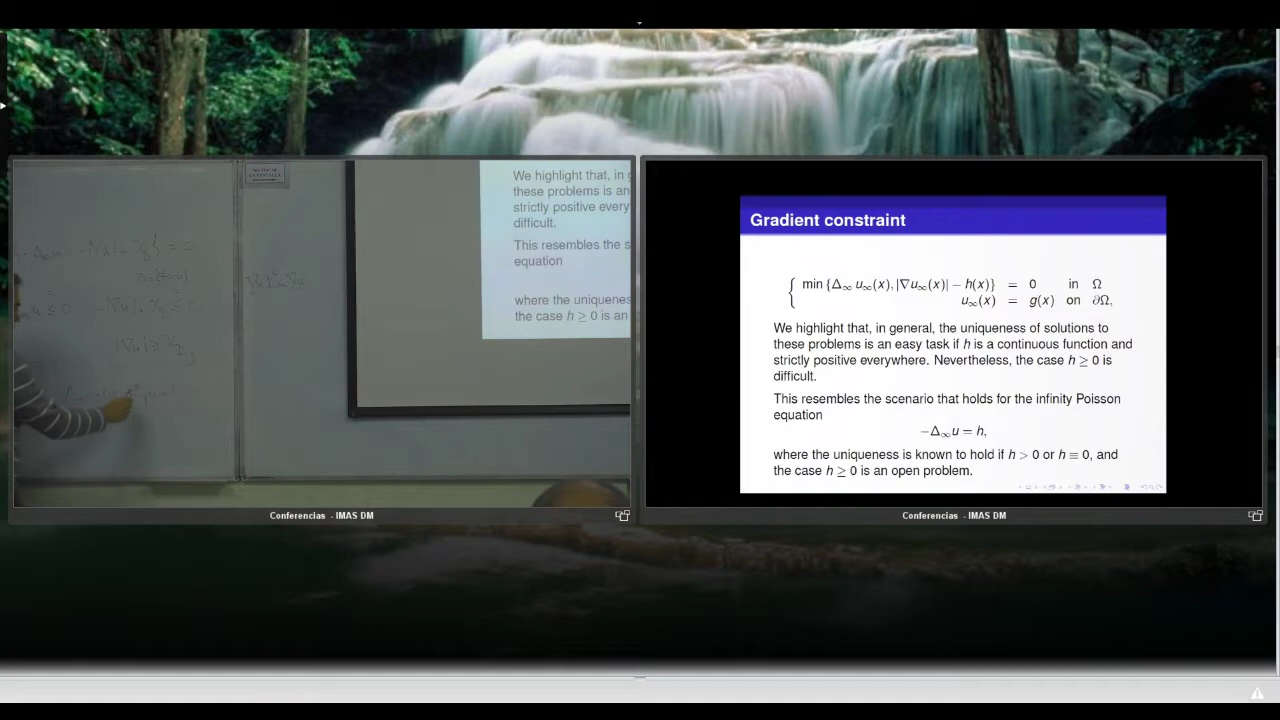 We highlight that, in g
these problems is an
strictly positive every
difficult.
This resembles the s
equation
where the uniquenes
the case h ≥ 0 is an
Conferencias - IMAS DM
Gradient constraint
min {Δ∞ u∞(x), |∇u∞(x)| − h(x)} = 0 in Ω
u∞(x) = g(x) on ∂Ω,
We highlight that, in general, the uniqueness of solutions to
these problems is an easy task if h is a continuous function and
strictly positive everywhere. Nevertheless, the case h ≥ 0 is
difficult.
This resembles the scenario that holds for the infinity Poisson
equation
−Δ∞u = h,
where the uniqueness is known to hold if h > 0 or h ≡ 0, and
the case h ≥ 0 is an open problem.
Conferencias - IMAS DM